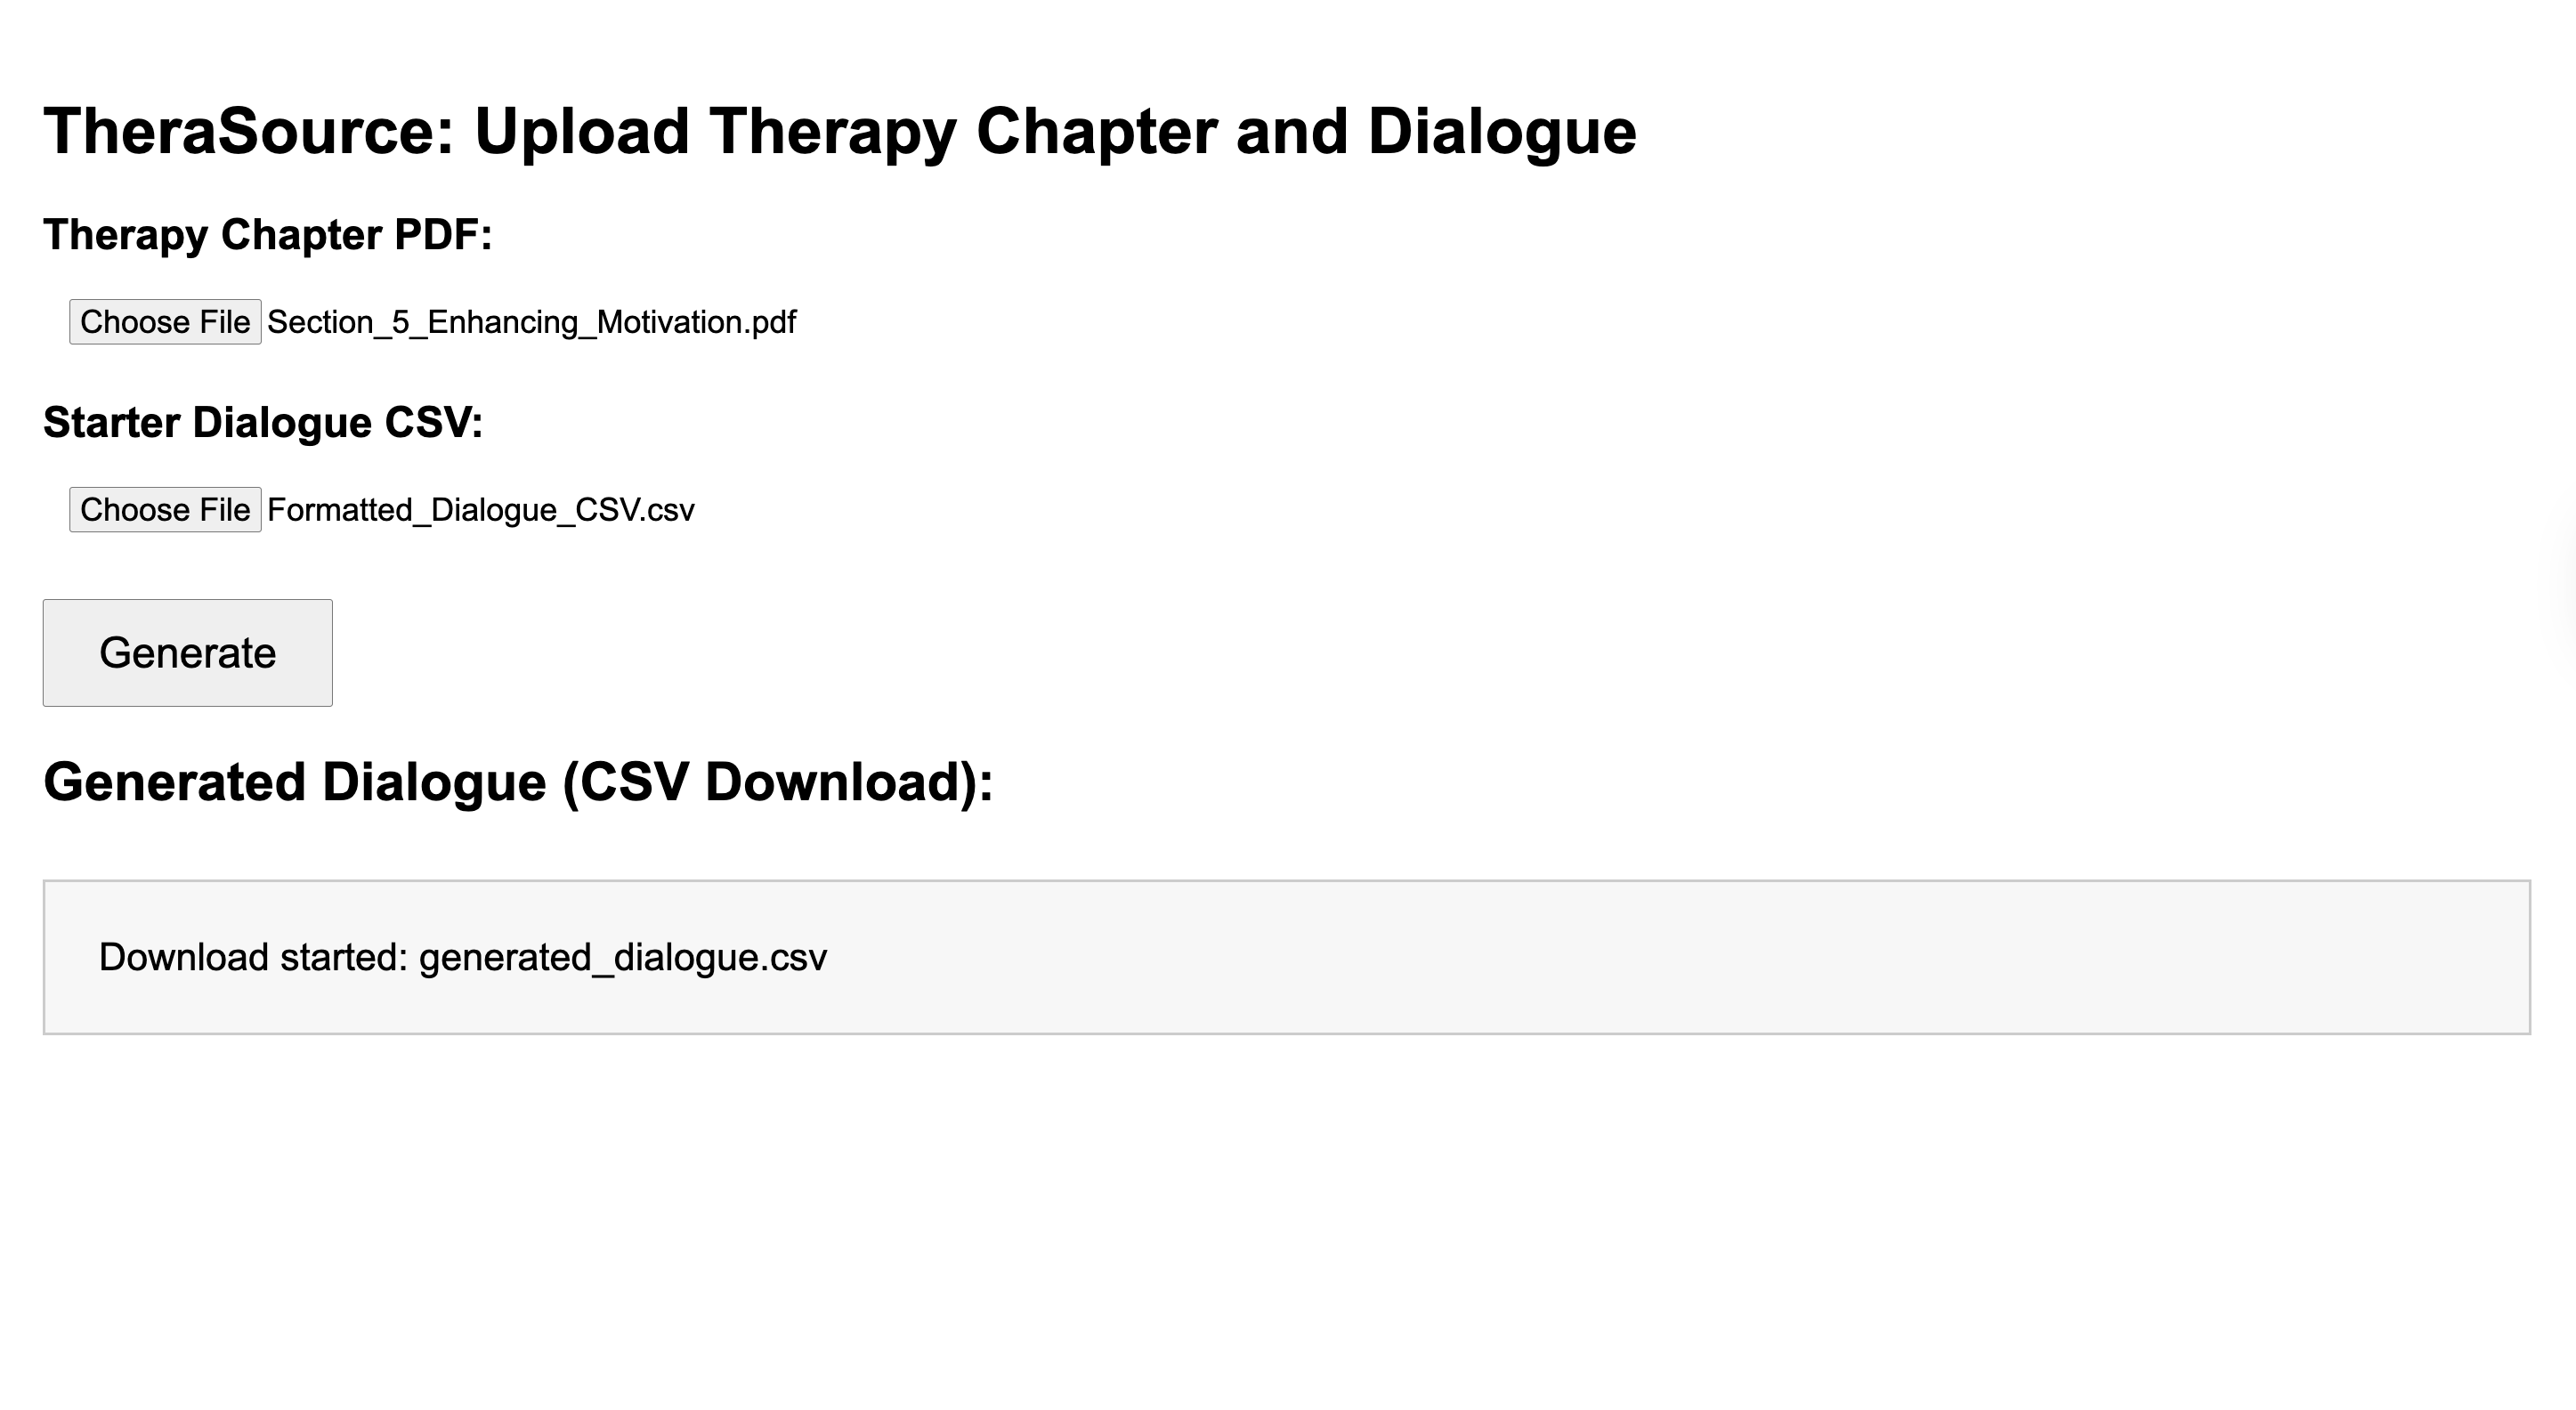 TheraSource: Upload Therapy Chapter and Dialogue
Therapy Chapter PDF:
Choose File Section_5_Enhancing_Motivation.pdf
Starter Dialogue CSV:
Choose File Formatted_Dialogue_CSV.csv
Generate
Generated Dialogue (CSV Download):
Download started: generated_dialogue.csv